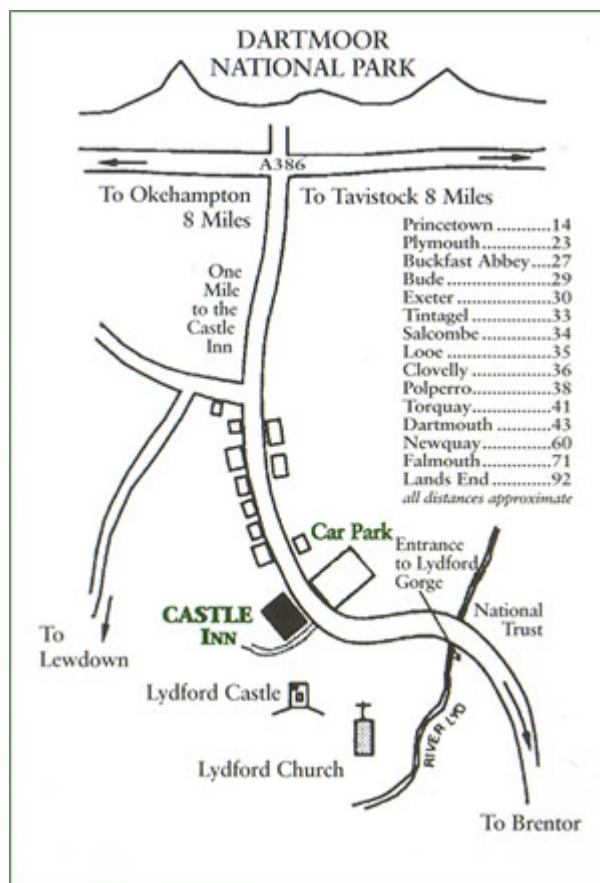 DARTMOOR
NATIONAL PARK
A386
To Okehampton
8 Miles
To Tavistock 8 Miles
One
Mile
to the
Castle
Inn
Princetown ...........14
Plymouth ..............23
Buckfast Abbey....27
Bude ......................29
Exeter ....................30
Tintagel .................33
Salcombe ..............34
Looe .......................35
Clovelly .................36
Polperro.................38
Torquay..................41
Dartmouth ............43
Newquay ...............60
Falmouth ...............71
Lands End .............92
all distances approximate
Car Park
Entrance
to Lydford
Gorge
National
Trust
CASTLE
INN
To
Lewdown
Lydford Castle
Lydford Church
RIVER LYD
To Brentor